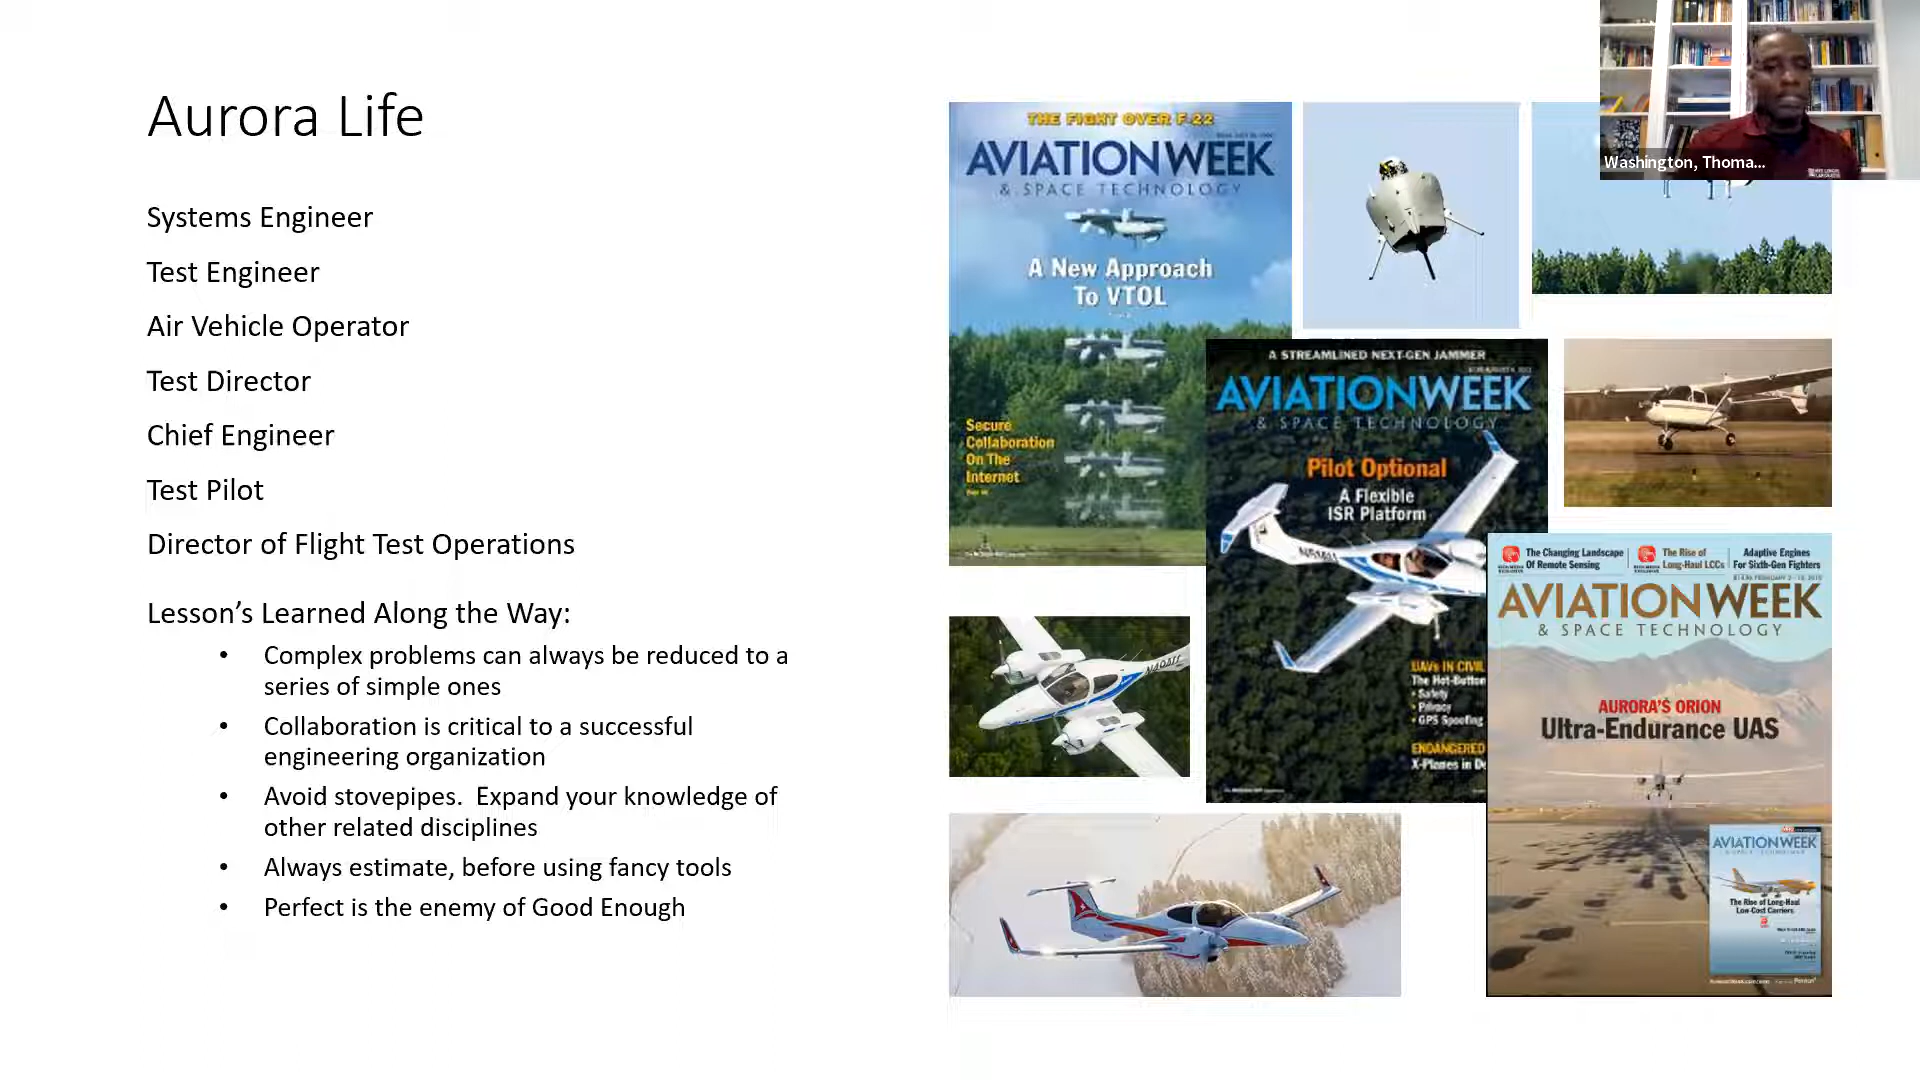 Aurora Life
Systems Engineer
Test Engineer
Air Vehicle Operator
Test Director
Chief Engineer
Test Pilot
Director of Flight Test Operations
Lesson’s Learned Along the Way:
• Complex problems can always be reduced to a
series of simple ones
• Collaboration is critical to a successful
engineering organization
• Avoid stovepipes. Expand your knowledge of
other related disciplines
• Always estimate, before using fancy tools
• Perfect is the enemy of Good Enough
THE FIGHT OVER F-22
AVIATION WEEK
& SPACE TECHNOLOGY
A New Approach
To VTOL
Secure
Collaboration
On The
Internet
A STREAMLINED NEXT-GEN JAMMER
AVIATION WEEK
& SPACE TECHNOLOGY
Pilot Optional
A Flexible
ISR Platform
UAVs IN CIVIL
The Hot-Button
• Safety
• Privacy
• GPS Spoofing
ENDANGERED
X-Planes in De
The Changing Landscape
Of Remote Sensing
The Rise of
Long-Haul LCCs
Adaptive Engines
For Sixth-Gen Fighters
AVIATION WEEK
& SPACE TECHNOLOGY
AURORA'S ORION
Ultra-Endurance UAS
AVIATION WEEK
The Rise of Long-Haul
Low-Cost Carriers
Washington, Thoma...